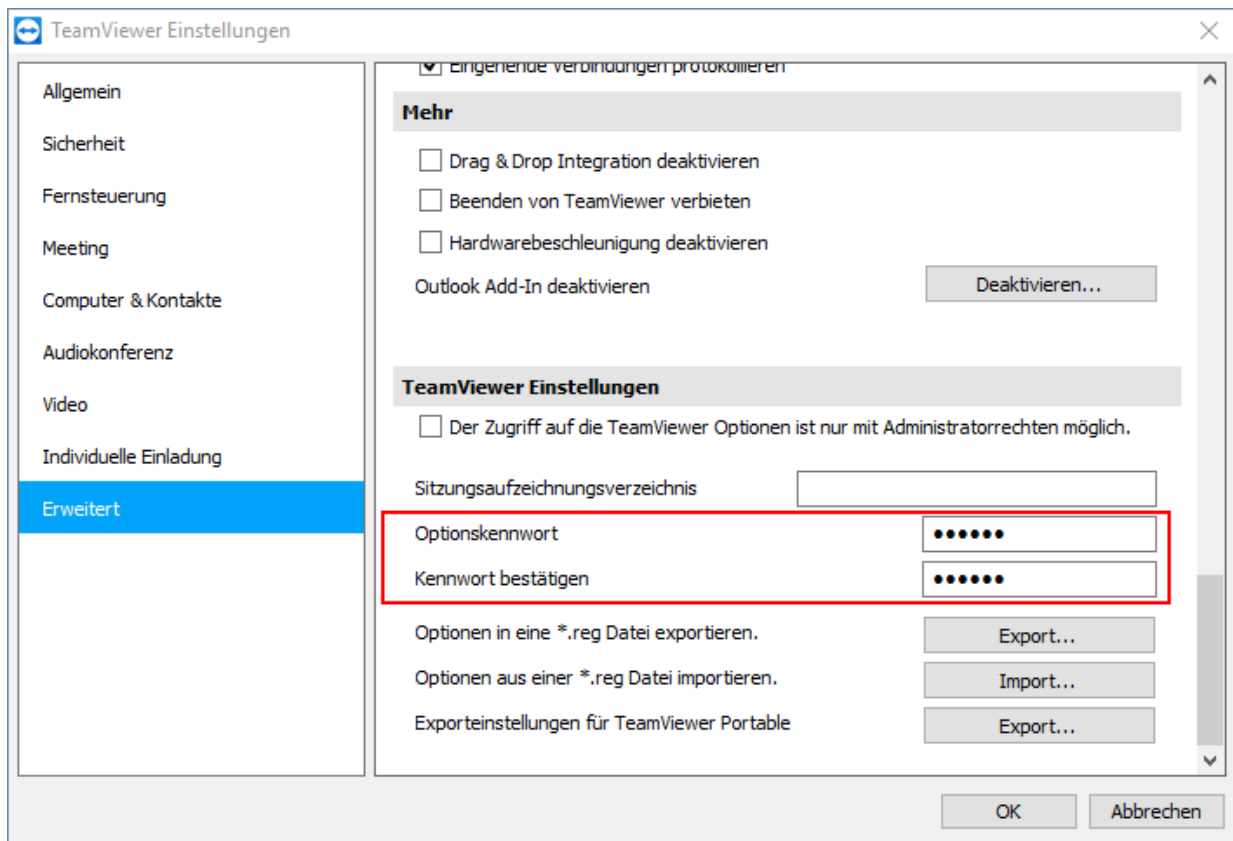 TeamViewer Einstellungen
Allgemein
Sicherheit
Fernsteuerung
Meeting
Computer & Kontakte
Audiokonferenz
Video
Individuelle Einladung
Erweitert
Eingehende Verbindungen protokollieren
Mehr
Drag & Drop Integration deaktivieren
Beenden von TeamViewer verbieten
Hardwarebeschleunigung deaktivieren
Outlook Add-In deaktivieren Deaktivieren...
TeamViewer Einstellungen
Der Zugriff auf die TeamViewer Optionen ist nur mit Administratorrechten möglich.
Sitzungsaufzeichnungsverzeichnis
Optionskennwort ●●●●●●
Kennwort bestätigen ●●●●●●
Optionen in eine *.reg Datei exportieren. Export...
Optionen aus einer *.reg Datei importieren. Import...
Exporteinstellungen für TeamViewer Portable Export...
OK Abbrechen